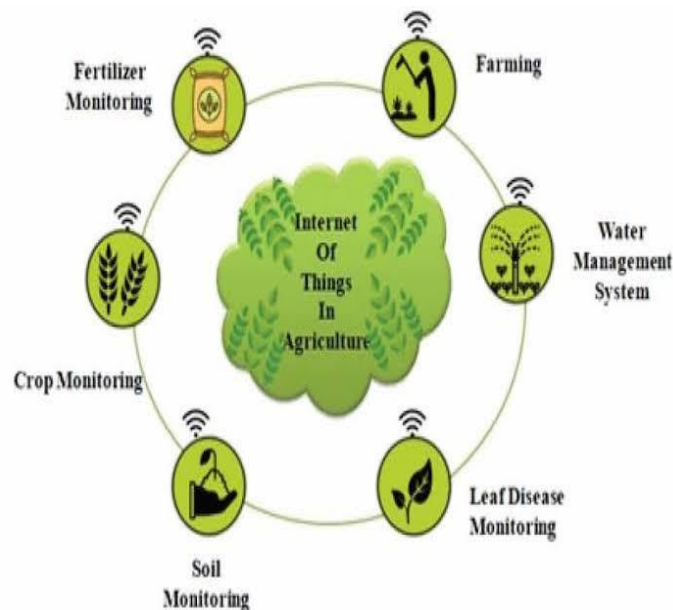 Fertilizer
Monitoring
Farming
Internet
Of
Things
In
Agriculture
Water
Management
System
Crop Monitoring
Leaf Disease
Monitoring
Soil
Monitoring